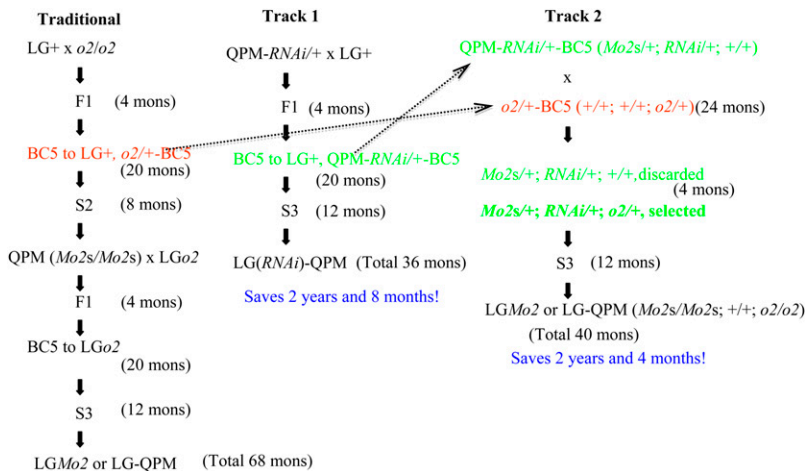 Traditional
LG+ x o2/o2
F1 (4 mons)
BC5 to LG+, o2/+-BC5
(20 mons)
S2 (8 mons)
QPM (Mo2s/Mo2s) x LGo2
F1 (4 mons)
BC5 to LGo2
(20 mons)
S3 (12 mons)
LGMo2 or LG-QPM (Total 68 mons)
Track 1
QPM-RNAi/+ x LG+
F1 (4 mons)
BC5 to LG+, QPM-RNAi/+-BC5
(20 mons)
S3 (12 mons)
LG(RNAi)-QPM (Total 36 mons)
Saves 2 years and 8 months!
Track 2
QPM-RNAi/+-BC5 (Mo2s/+; RNAi/+; +/+)
x
o2/+-BC5 (+/+; +/+; o2/+) (24 mons)
Mo2s/+; RNAi/+; +/+,discarded
(4 mons)
Mo2s/+; RNAi/+; o2/+, selected
S3 (12 mons)
LGMo2 or LG-QPM (Mo2s/Mo2s; +/+; o2/o2)
(Total 40 mons)
Saves 2 years and 4 months!